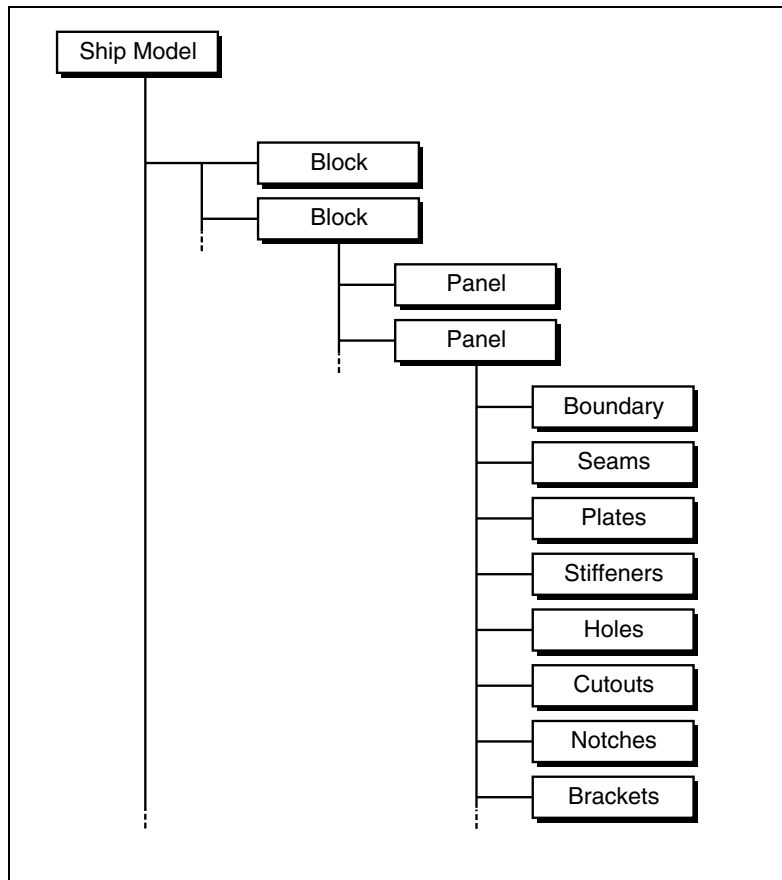 Ship Model
Block
Block
Panel
Panel
Boundary
Seams
Plates
Stiffeners
Holes
Cutouts
Notches
Brackets